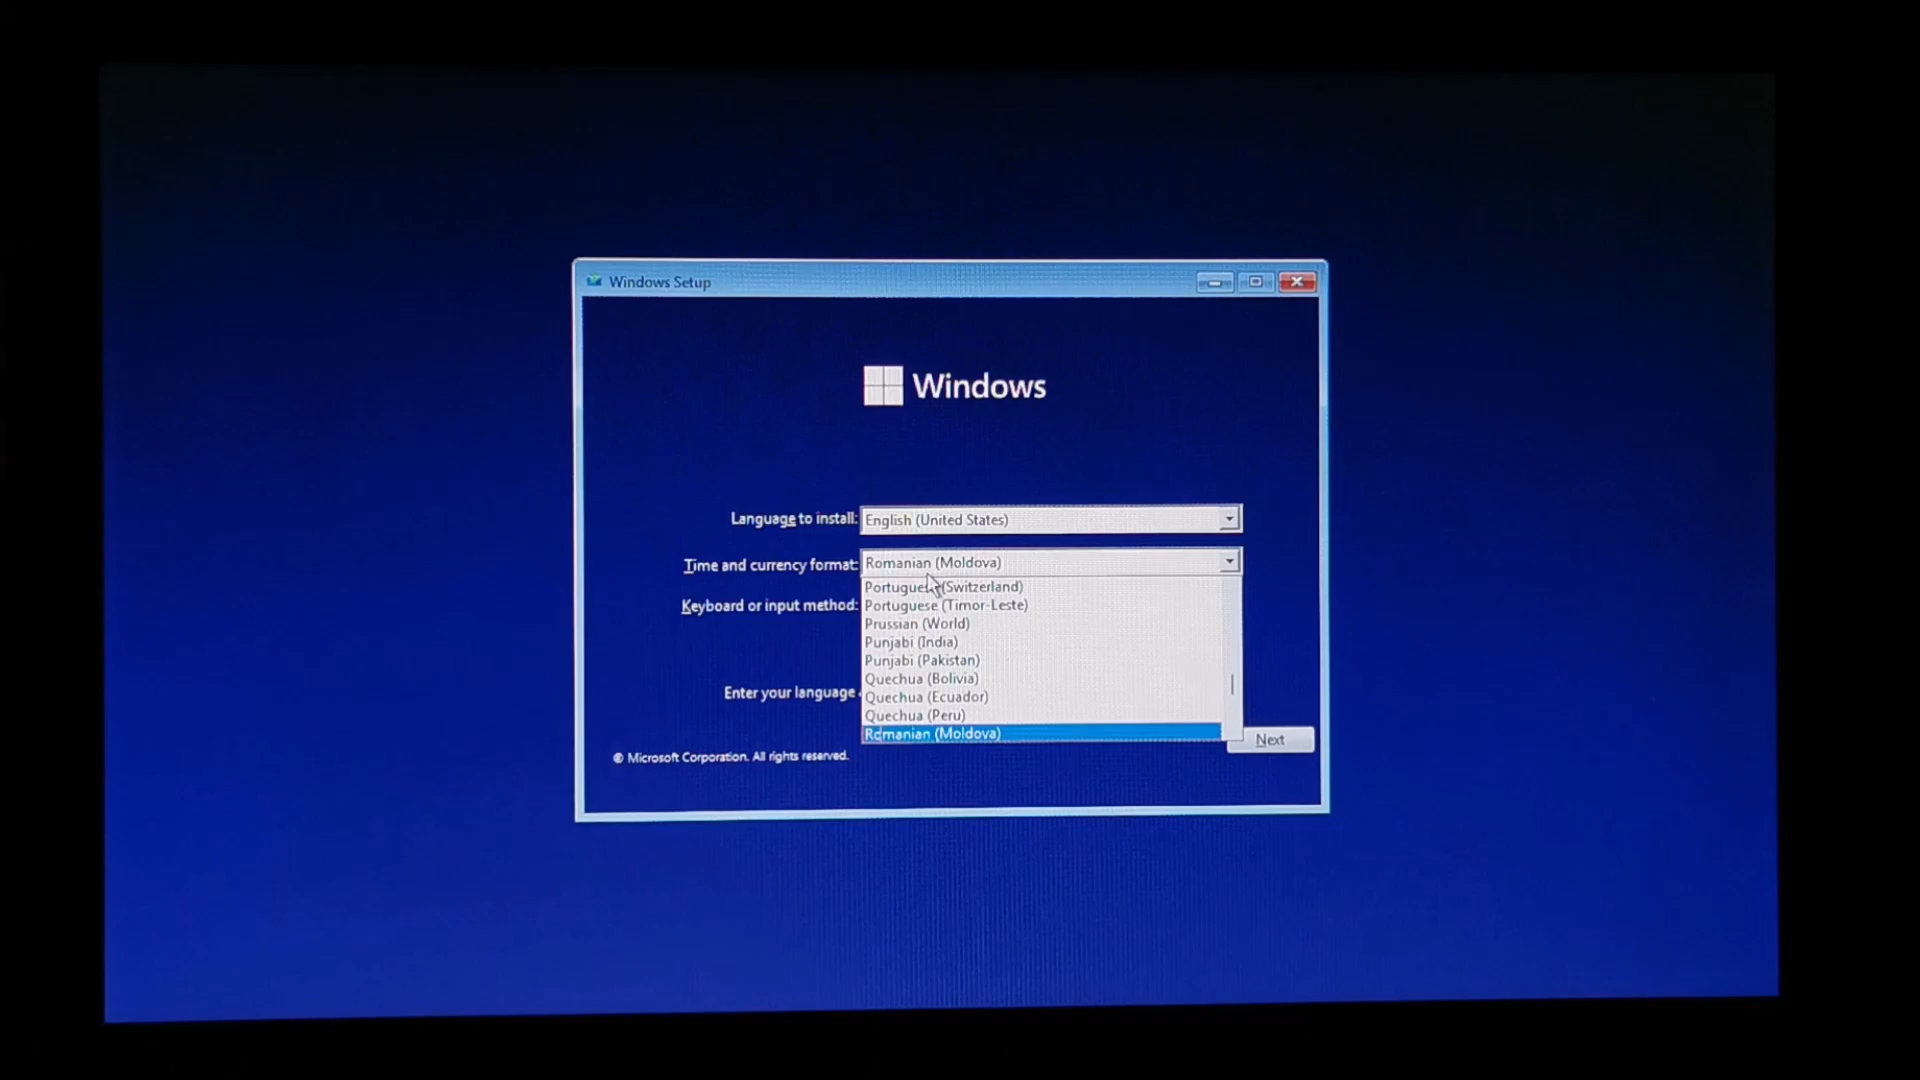 Windows Setup
Windows
Language to install: English (United States)
Time and currency format: Romanian (Moldova)
Portuguese (Switzerland)
Portuguese (Timor-Leste)
Keyboard or input method:
Prussian (World)
Punjabi (India)
Punjabi (Pakistan)
Quechua (Bolivia)
Enter your language
Quechua (Ecuador)
Quechua (Peru)
Romanian (Moldova)
Next
© Microsoft Corporation. All rights reserved.